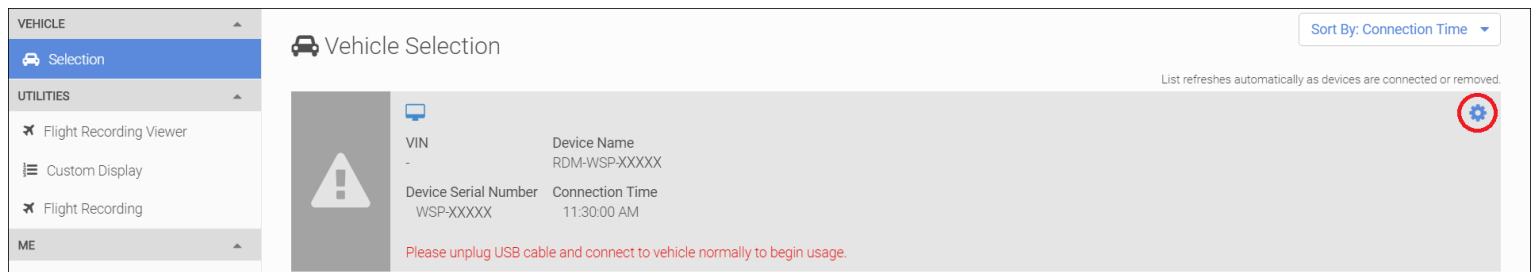 VEHICLE
Selection
UTILITIES
Flight Recording Viewer
Custom Display
Flight Recording
ME
Vehicle Selection
Sort By: Connection Time
List refreshes automatically as devices are connected or removed.
VIN Device Name
- RDM-WSP-XXXXX
Device Serial Number Connection Time
WSP-XXXXX 11:30:00 AM
Please unplug USB cable and connect to vehicle normally to begin usage.